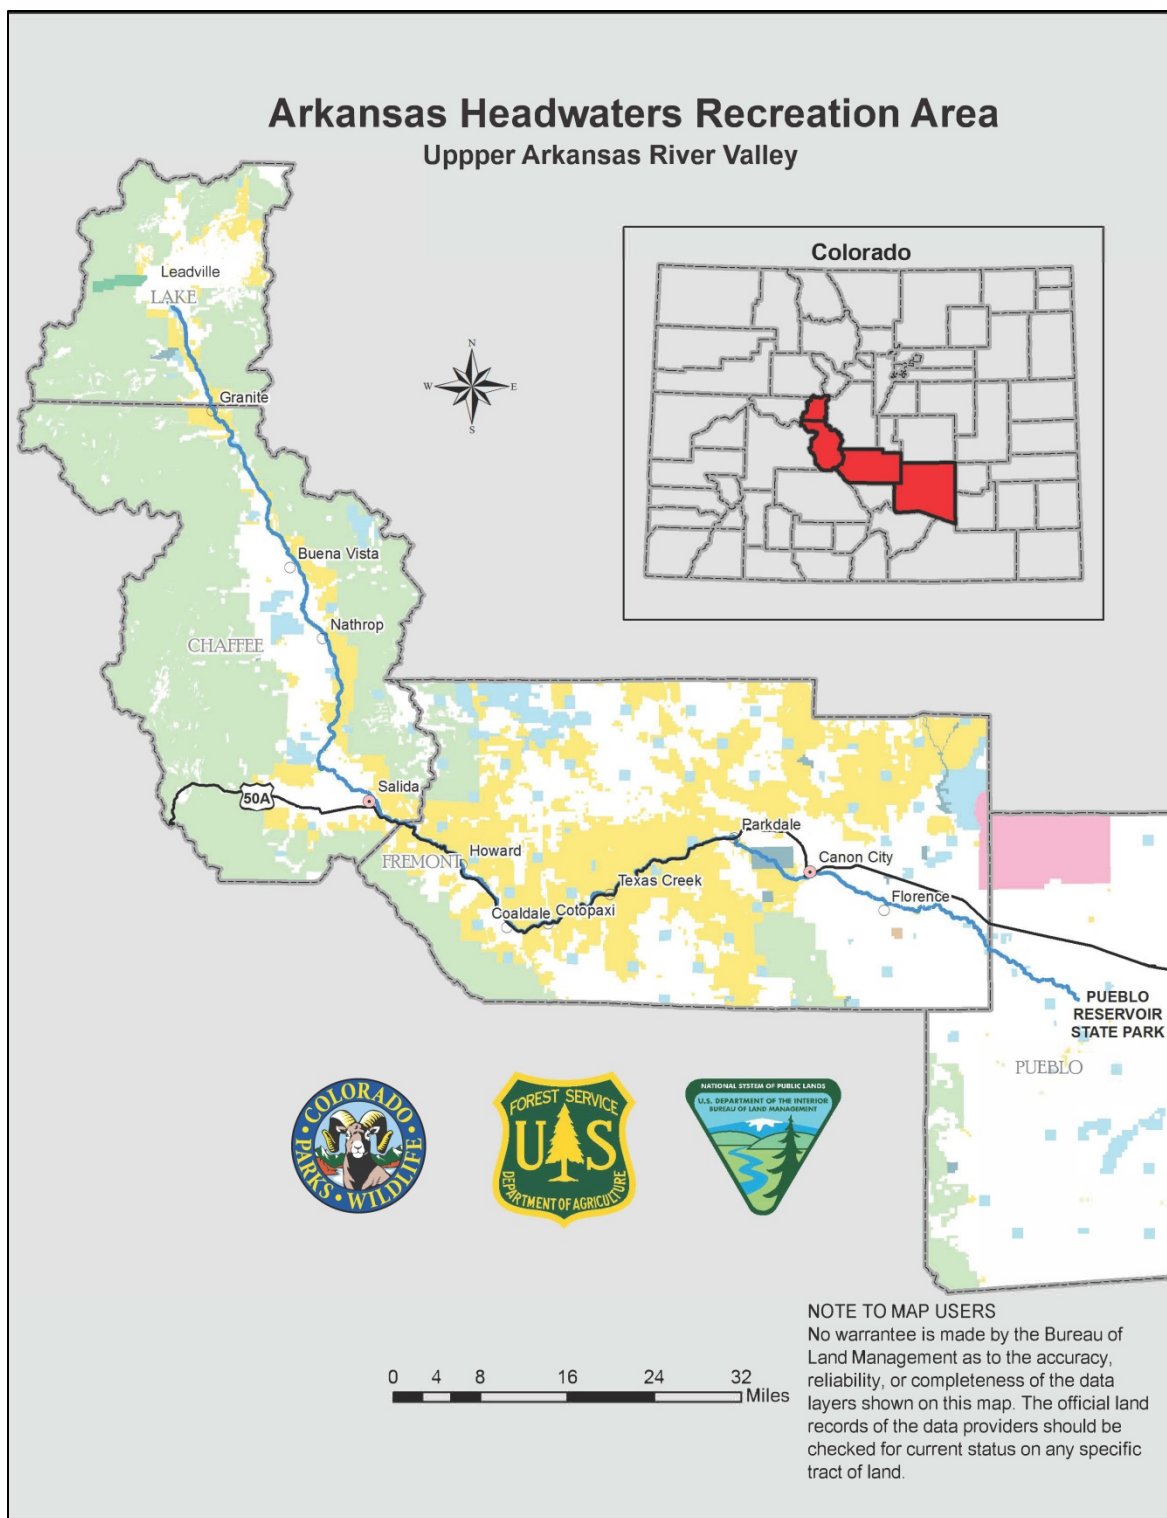 Arkansas Headwaters Recreation Area
Uppper Arkansas River Valley
Colorado
Leadville
LAKE
N
W E
S
Granite
Buena Vista
Nathrop
CHAFFEE
50A
Salida
FREMONT
Howard
Coaldale
Cotopaxi
Texas Creek
Parkdale
Canon City
Florence
PUEBLO
RESERVOIR
STATE PARK
PUEBLO
COLORADO
PARKS • WILDLIFE
FOREST SERVICE
U S
DEPARTMENT OF AGRICULTURE
NATIONAL SYSTEM OF PUBLIC LANDS
U.S. DEPARTMENT OF THE INTERIOR
BUREAU OF LAND MANAGEMENT
0 4 8 16 24 32
Miles
NOTE TO MAP USERS
No warrantee is made by the Bureau of
Land Management as to the accuracy,
reliability, or completeness of the data
layers shown on this map. The official land
records of the data providers should be
checked for current status on any specific
tract of land.